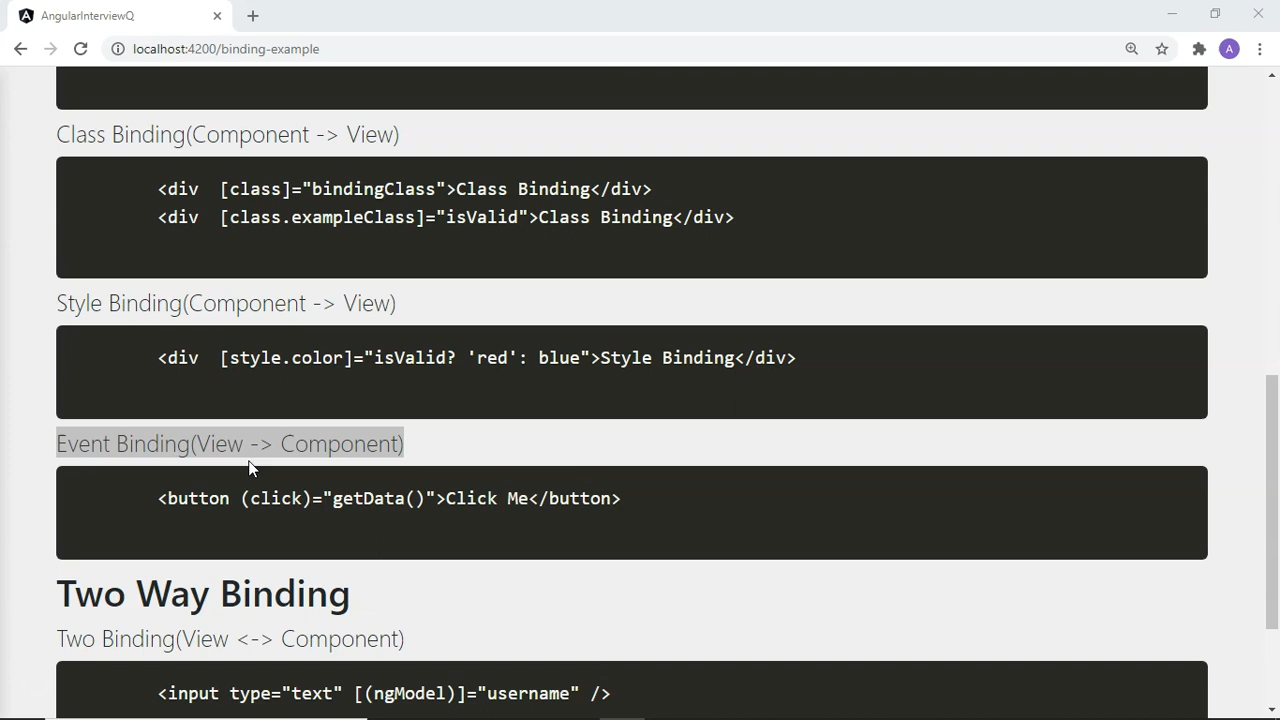 AngularInterviewQ
localhost:4200/binding-example
A
Class Binding(Component -> View)
<div  [class]="bindingClass">Class Binding</div>
<div  [class.exampleClass]="isValid">Class Binding</div>
Style Binding(Component -> View)
<div  [style.color]="isValid? 'red': blue">Style Binding</div>
Event Binding(View -> Component)
<button (click)="getData()">Click Me</button>
Two Way Binding
Two Binding(View <-> Component)
<input type="text" [(ngModel)]="username" />